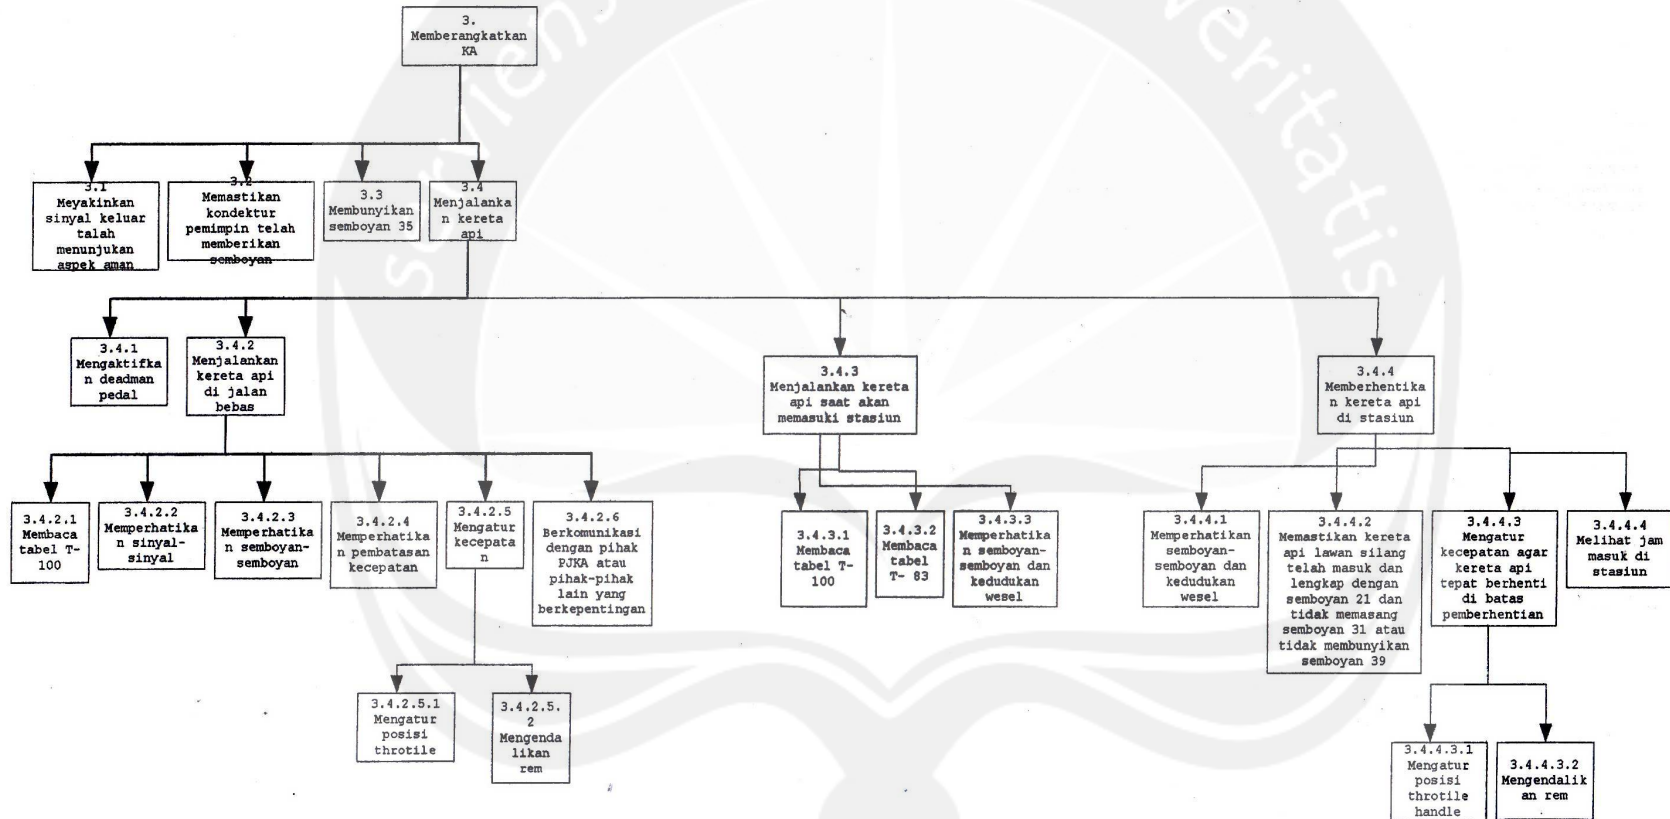 serviens
veritatis
3.
Memberangkatkan
KA
3.1
Meyakinkan
sinyal keluar
talah
menunjukan
aspek aman
3.2
Memastikan
kondektur
pemimpin telah
memberikan
semboyan
3.3
Membunyikan
semboyan 35
3.4
Menjalanka
n kereta
api
3.4.1
Mengaktifka
n deadman
pedal
3.4.2
Menjalankan
kereta api
di jalan
bebas
3.4.3
Menjalankan kereta
api saat akan
memasuki stasiun
3.4.4
Memberhentika
n kereta api
di stasiun
3.4.2.1
Membaca
tabel T-
100
3.4.2.2
Memperhatika
n sinyal-
sinyal
3.4.2.3
Memperhatika
n semboyan-
semboyan
3.4.2.4
Memperhatika
n pembatasan
kecepatan
3.4.2.5
Mengatur
kecepata
n
3.4.2.6
Berkomunikasi
dengan pihak
PJKA atau
pihak-pihak
lain yang
berkepentingan
3.4.3.1
Membaca
tabel T-
100
3.4.3.2
Membaca
tabel
T- 83
3.4.3.3
Memperhatika
n semboyan-
semboyan dan
kedudukan
wesel
3.4.4.1
Memperhatikan
semboyan-
semboyan dan
kedudukan
wesel
3.4.4.2
Memastikan kereta
api lawan silang
telah masuk dan
lengkap dengan
semboyan 21 dan
tidak memasang
semboyan 31 atau
tidak membunyikan
semboyan 39
3.4.4.3
Mengatur
kecepatan agar
kereta api
tepat berhenti
di batas
pemberhentian
3.4.4.4
Melihat jam
masuk di
stasiun
3.4.2.5.1
Mengatur
posisi
throtile
3.4.2.5.
2
Mengenda
likan
rem
3.4.4.3.1
Mengatur
posisi
throtile
handle
3.4.4.3.2
Mengendalik
an rem